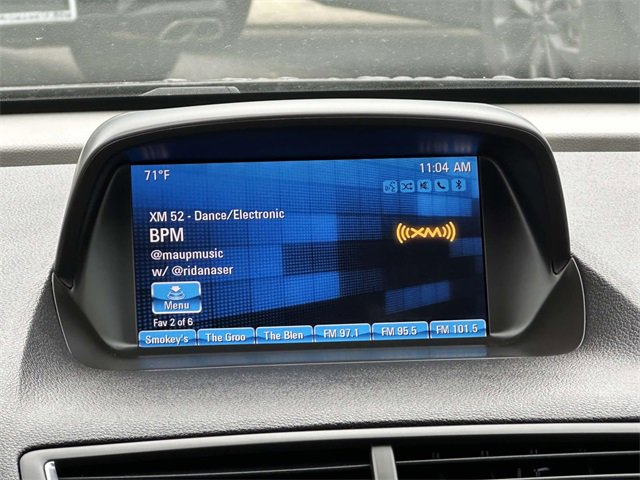 71°F 11:04 AM
XM 52 - Dance/Electronic
BPM
((XM))
@maupmusic
w/ @ridanaser
Menu
Fav 2 of 6
Smokey's The Groo The Blen FM 97.1 FM 95.5 FM 101.5